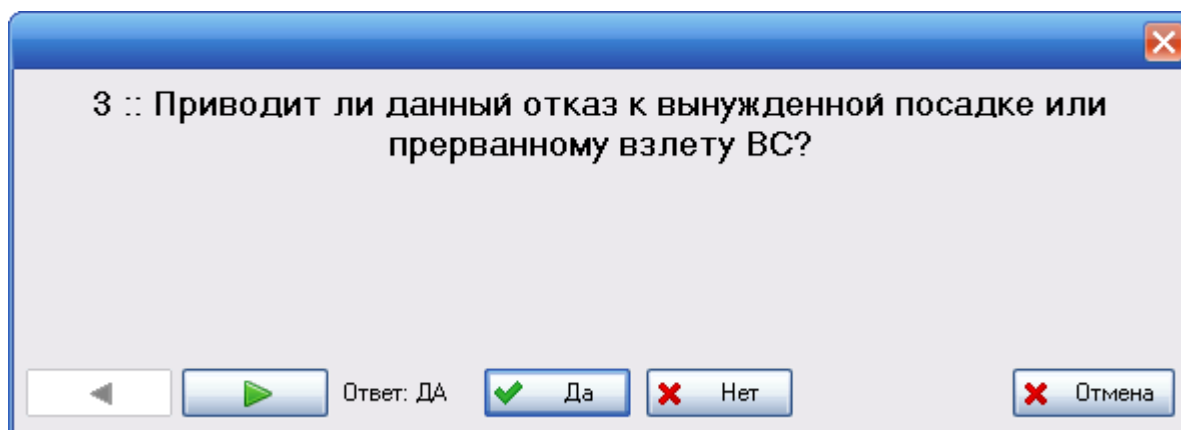 3 :: Приводит ли данный отказ к вынужденной посадке или
прерванному взлету ВС?
Ответ: ДА Да Нет Отмена